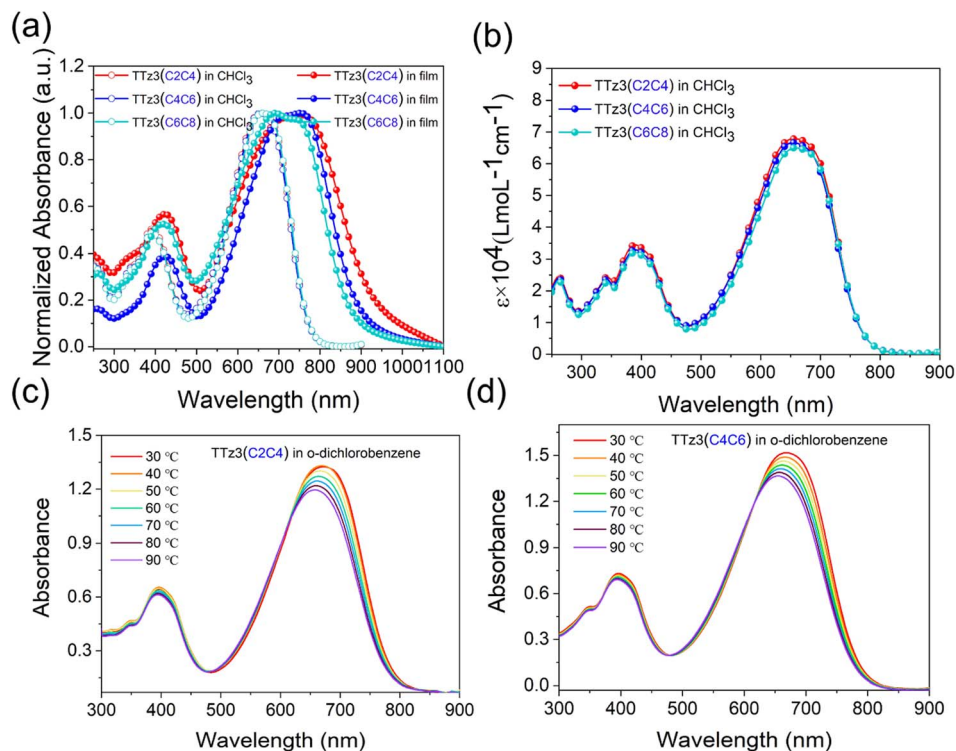 (a)
Normalized Absorbance (a.u.)
1.2
1.0
0.8
0.6
0.4
0.2
0.0
TTz3(C2C4) in CHCl3
TTz3(C4C6) in CHCl3
TTz3(C6C8) in CHCl3
TTz3(C2C4) in film
TTz3(C4C6) in film
TTz3(C6C8) in film
300 400 500 600 700 800 900 1000 1100
Wavelength (nm)
(b)
ε×10⁴(LmoL⁻¹cm⁻¹)
9
8
7
6
5
4
3
2
1
0
TTz3(C2C4) in CHCl3
TTz3(C4C6) in CHCl3
TTz3(C6C8) in CHCl3
300 400 500 600 700 800 900
Wavelength (nm)
(c)
Absorbance
1.5
1.2
0.9
0.6
0.3
30 ℃
40 ℃
50 ℃
60 ℃
70 ℃
80 ℃
90 ℃
TTz3(C2C4) in o-dichlorobenzene
300 400 500 600 700 800 900
Wavelength (nm)
(d)
Absorbance
1.5
1.2
0.9
0.6
0.3
0.0
30 ℃
40 ℃
50 ℃
60 ℃
70 ℃
80 ℃
90 ℃
TTz3(C4C6) in o-dichlorobenzene
300 400 500 600 700 800 900
Wavelength (nm)